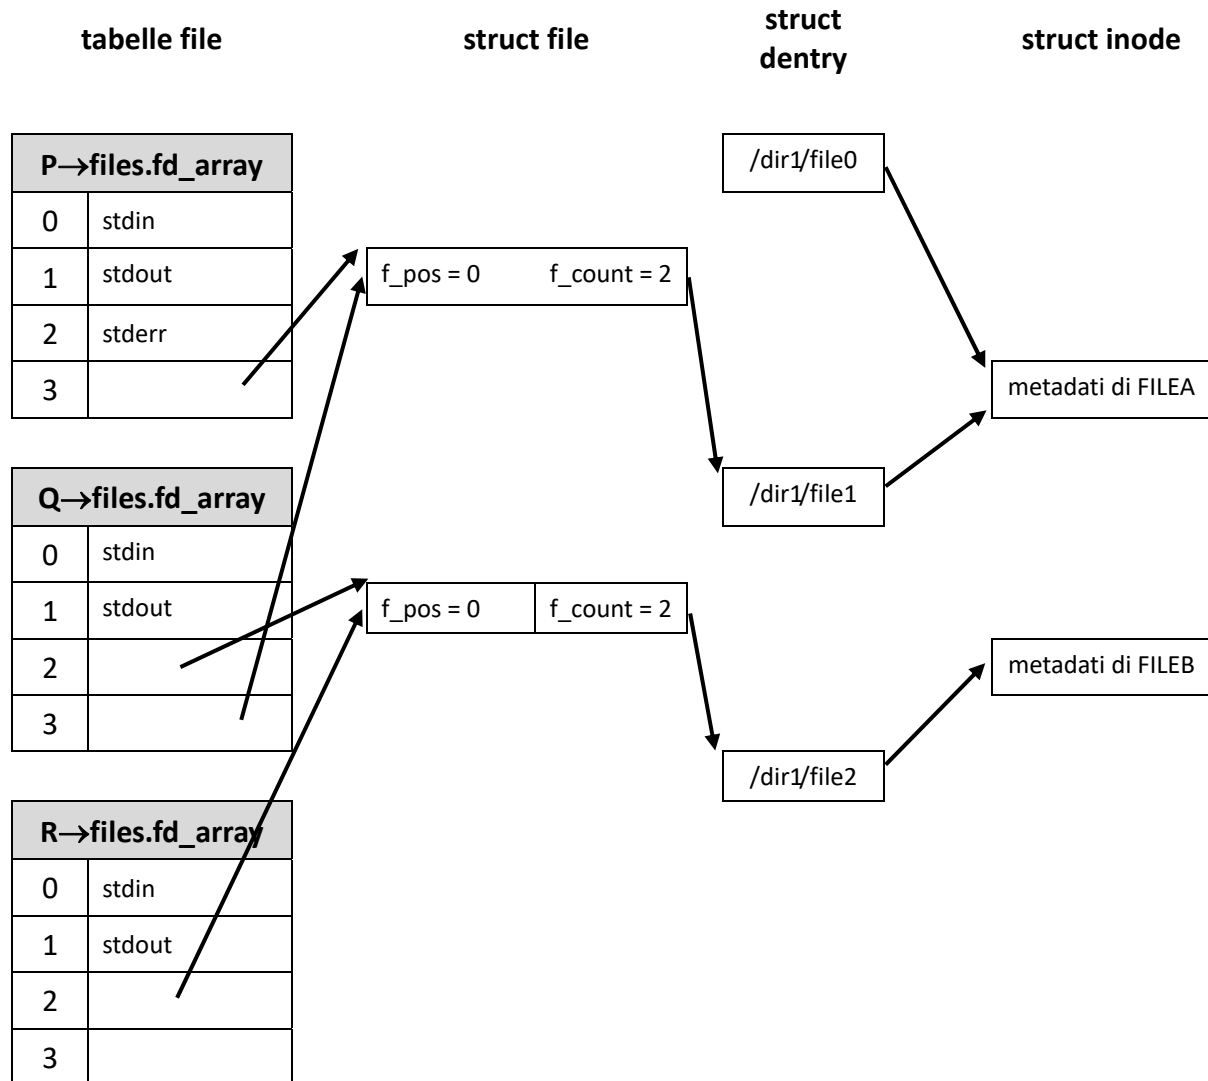 tabelle file
struct file
struct
dentry
struct inode
P→files.fd_array
0 stdin
1 stdout
2 stderr
3
Q→files.fd_array
0 stdin
1 stdout
2
3
R→files.fd_array
0 stdin
1 stdout
2
3
f_pos = 0 f_count = 2
f_pos = 0 f_count = 2
/dir1/file0
/dir1/file1
/dir1/file2
metadati di FILEA
metadati di FILEB